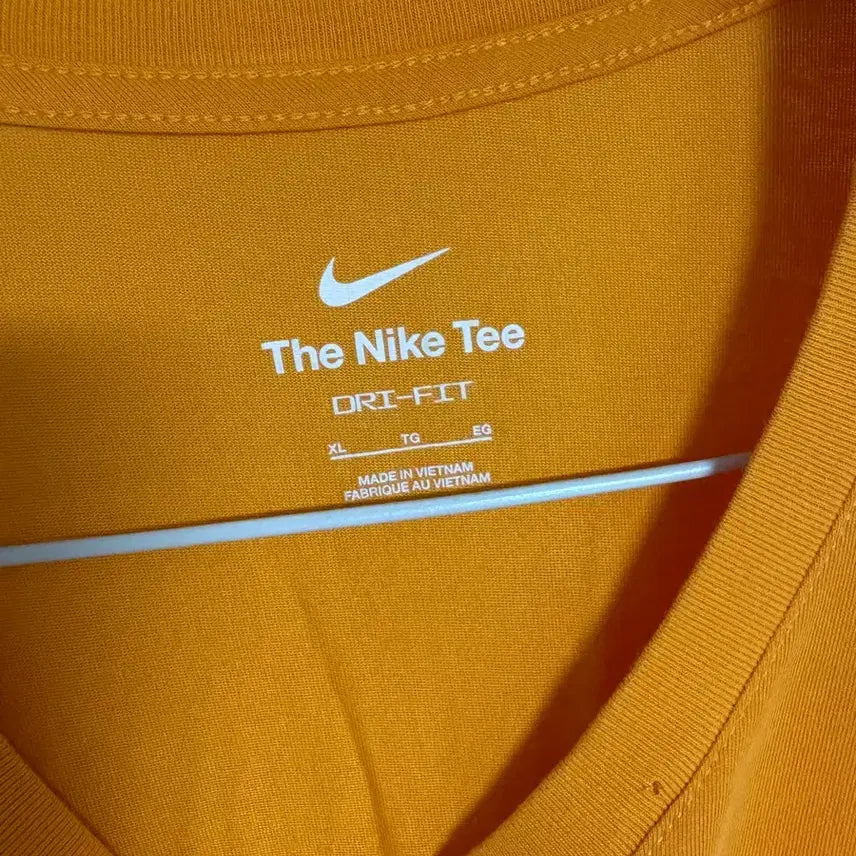 The Nike Tee
DRI-FIT
XL TG EG
MADE IN VIETNAM
FABRIQUE AU VIETNAM